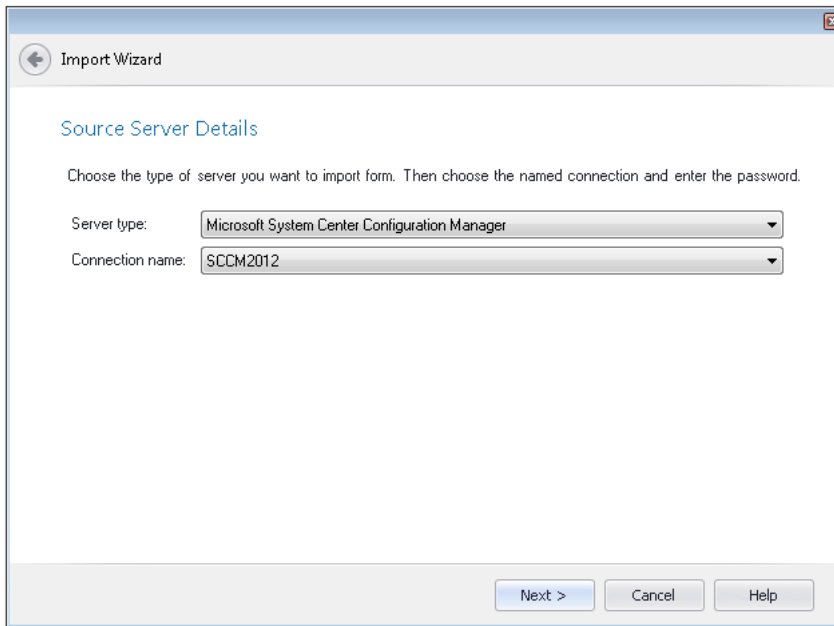 Import Wizard
Source Server Details
Choose the type of server you want to import form. Then choose the named connection and enter the password.
Server type: Microsoft System Center Configuration Manager
Connection name: SCCM2012
Next > Cancel Help